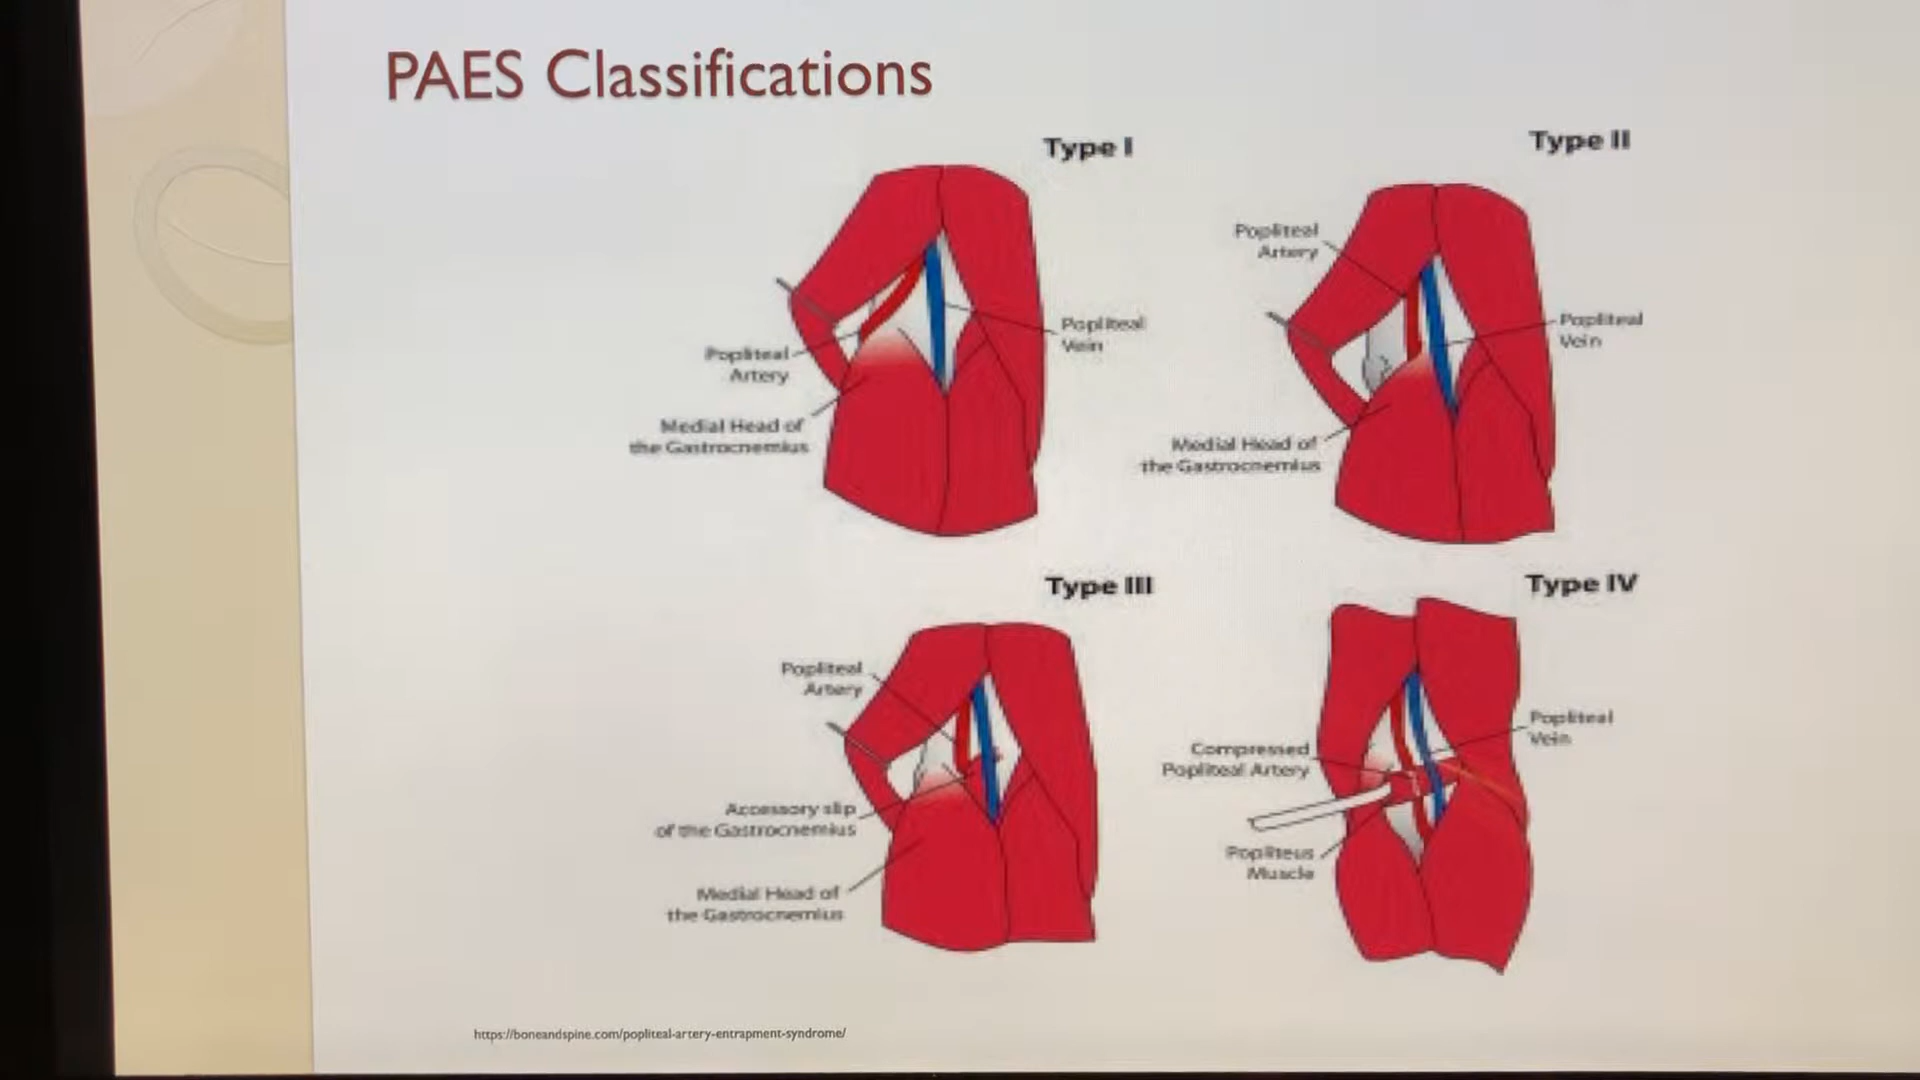 PAES Classifications
Type I
Popliteal
Vein
Popliteal
Artery
Medial Head of
the Gastrocnemius
Type II
Popliteal
Artery
Popliteal
Vein
Medial Head of
the Gastrocnemius
Type III
Popliteal
Artery
Accessory slip
of the Gastrocnemius
Medial Head of
the Gastrocnemius
Type IV
Popliteal
Vein
Compressed
Popliteal Artery
Popliteus
Muscle
https://boneandspine.com/popliteal-artery-entrapment-syndrome/